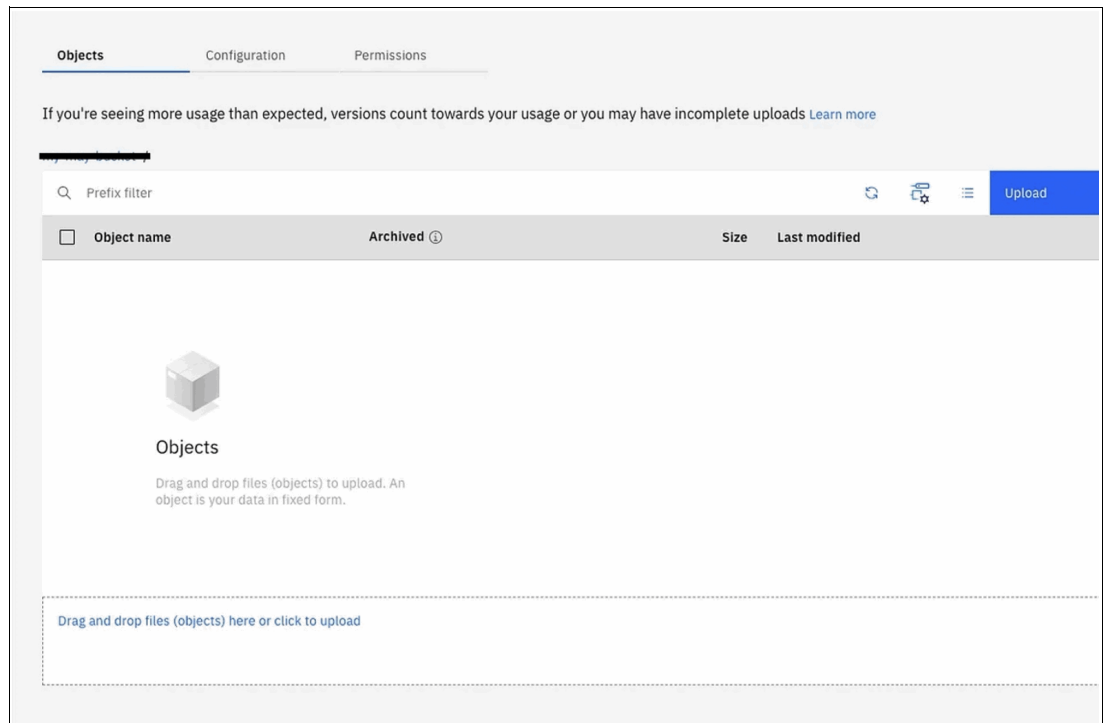 Objects Configuration Permissions
If you're seeing more usage than expected, versions count towards your usage or you may have incomplete uploads Learn more
Prefix filter Upload
Object name Archived Size Last modified
Objects
Drag and drop files (objects) to upload. An
object is your data in fixed form.
Drag and drop files (objects) here or click to upload